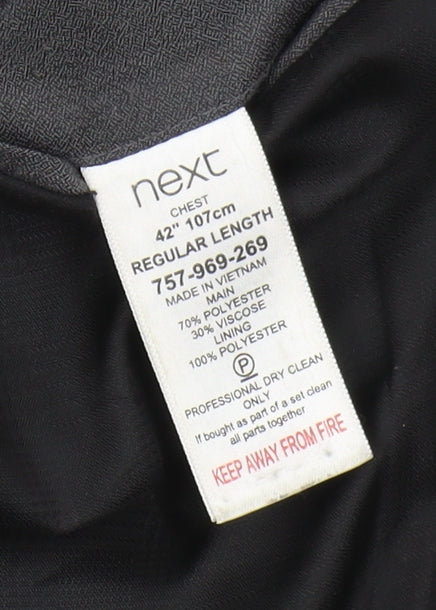 next
CHEST
42" 107cm
REGULAR LENGTH
757-969-269
MADE IN VIETNAM
MAIN
70% POLYESTER
30% VISCOSE
LINING
100% POLYESTER
P
PROFESSIONAL DRY CLEAN
ONLY
If bought as part of a set clean
all parts together
KEEP AWAY FROM FIRE